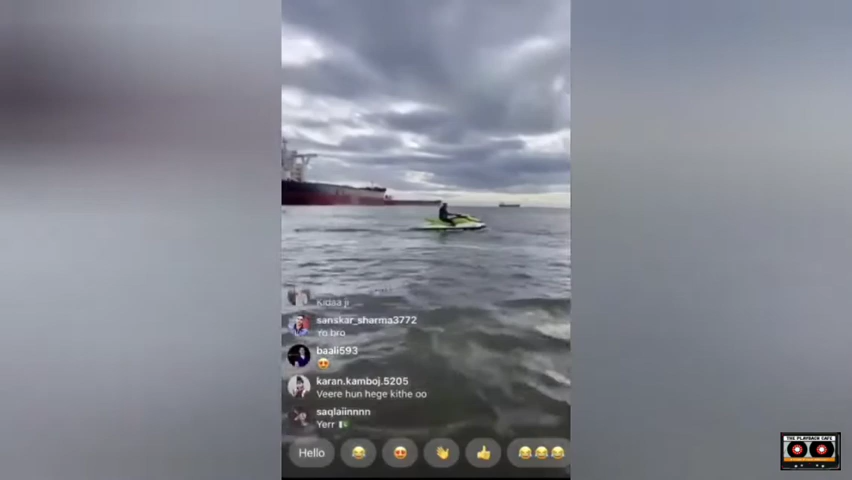 Kidaa ji
sanskar_sharma3772
Yo bro
baali593
😍
karan.kamboj.5205
Veere hun hege kithe oo
saqlaiinnnn
Yerr
Hello 😂 😍 👏 👍 😂😂😂
THE PLAYBACK CAFE